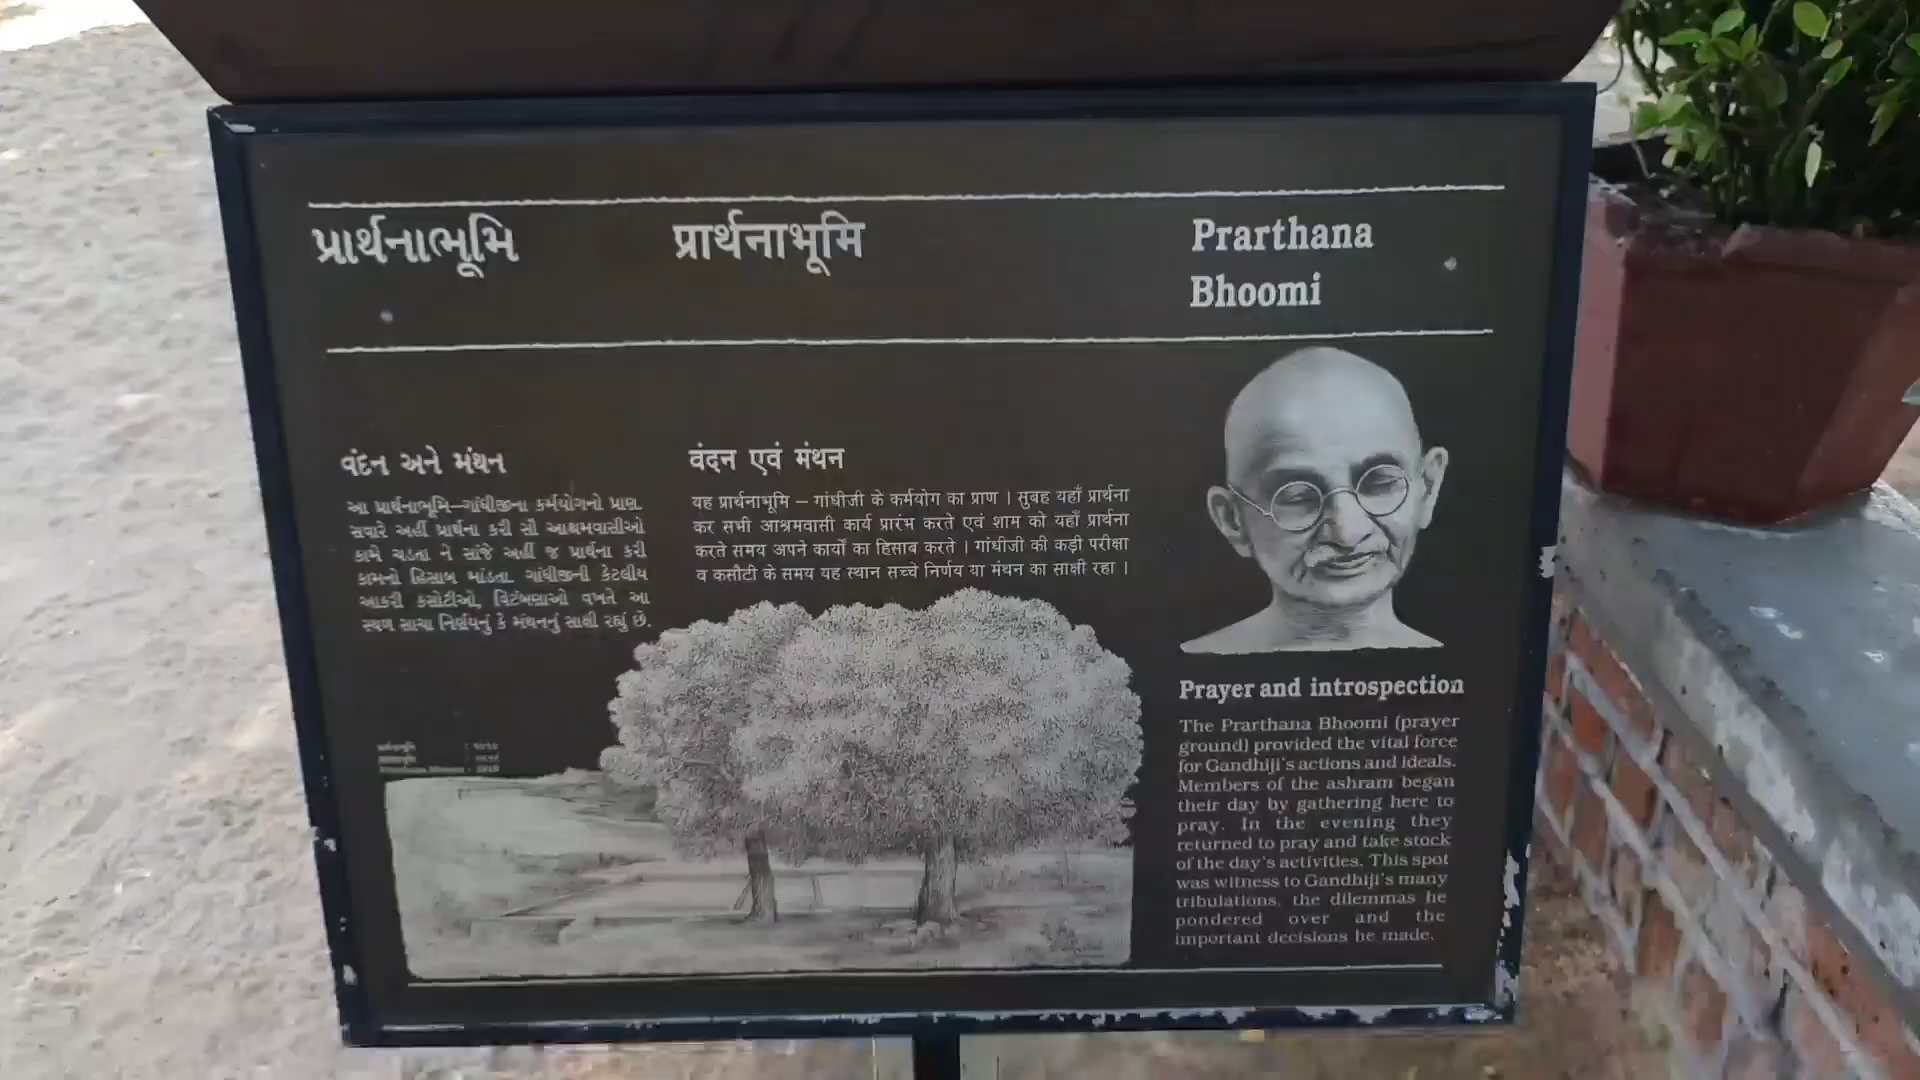 પ્રાર્થનાભૂમિ
प्रार्थनाभूमि
Prarthana
Bhoomi
વંદન અને મંથન
આ પ્રાર્થનાભૂમિ—ગાંધીજીના કર્મયોગનો પ્રાણ.
સવારે અહીં પ્રાર્થના કરી સૌ આશ્રમવાસીઓ
કામે ચડતા ને સાંજે અહીં જ પ્રાર્થના કરી
કામનો હિસાબ માંડતા. ગાંધીજીની કેટલીય
આકરી કસોટીઓ, વિટંબણાઓ વખતે આ
સ્થળ સાચા નિર્ણયનું કે મંથનનું સાક્ષી રહ્યું છે.
वंदन एवं मंथन
यह प्रार्थनाभूमि – गांधीजी के कर्मयोग का प्राण । सुबह यहाँ प्रार्थना
कर सभी आश्रमवासी कार्य प्रारंभ करते एवं शाम को यहाँ प्रार्थना
करते समय अपने कार्यों का हिसाब करते । गांधीजी की कड़ी परीक्षा
व कसौटी के समय यह स्थान सच्चे निर्णय या मंथन का साक्षी रहा ।
Prayer and introspection
The Prarthana Bhoomi (prayer
ground) provided the vital force
for Gandhiji's actions and ideals.
Members of the ashram began
their day by gathering here to
pray. In the evening they
returned to pray and take stock
of the day's activities. This spot
was witness to Gandhiji's many
tribulations, the dilemmas he
pondered over and the
important decisions he made.